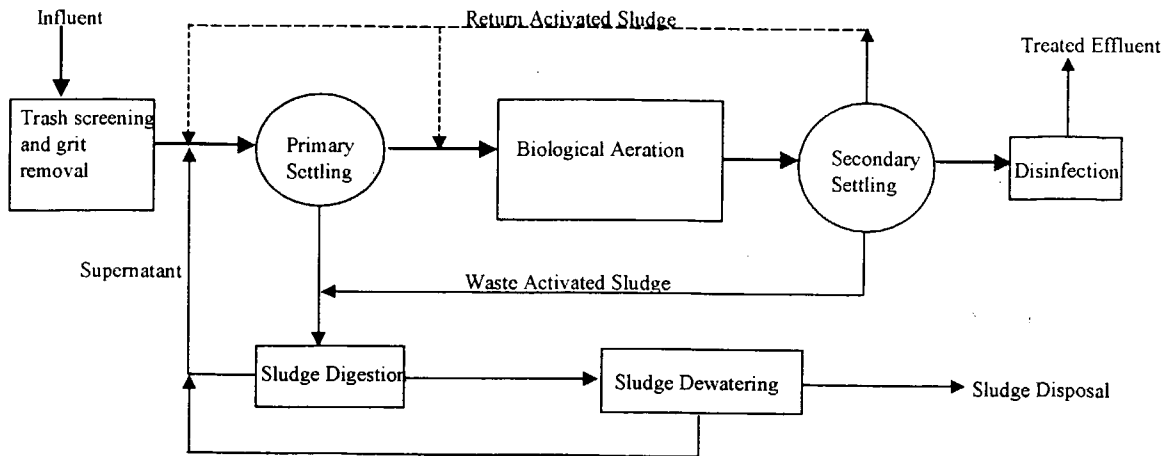 Influent
Return Activated Sludge
Treated Effluent
Trash screening
and grit
removal
Primary
Settling
Biological Aeration
Secondary
Settling
Disinfection
Supernatant
Waste Activated Sludge
Sludge Digestion
Sludge Dewatering
Sludge Disposal